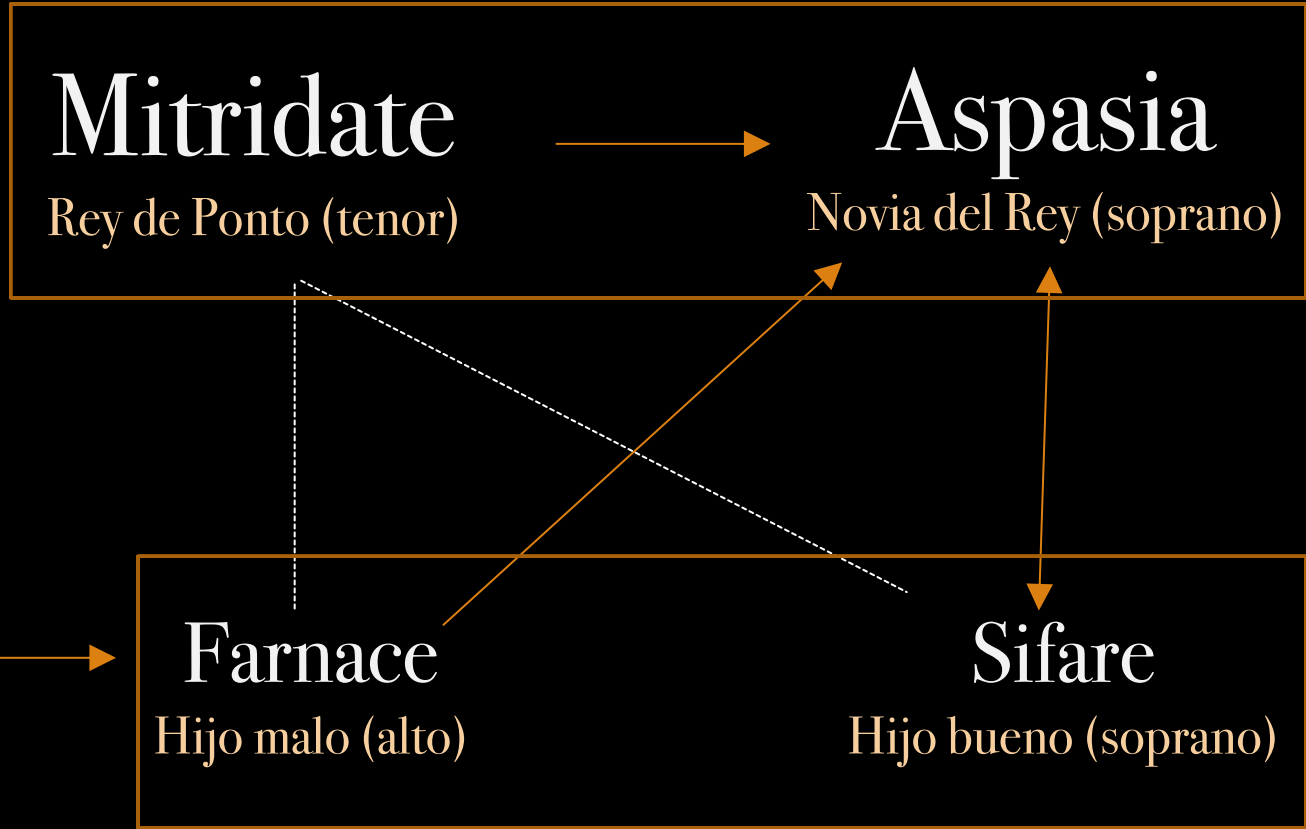 Mitridate
Rey de Ponto (tenor)
Aspasia
Novia del Rey (soprano)
Farnace
Hijo malo (alto)
Sifare
Hijo bueno (soprano)